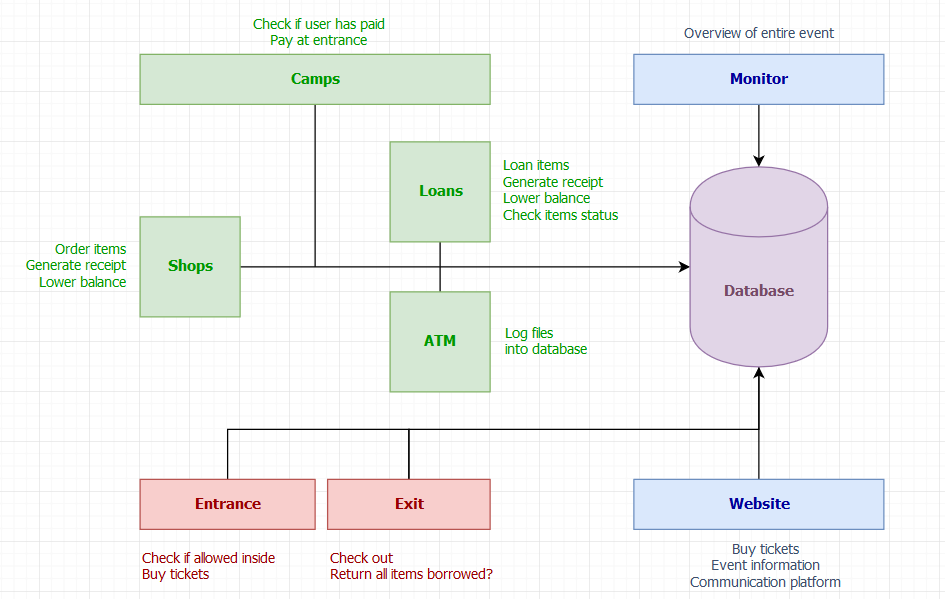 Check if user has paid
Pay at entrance
Camps
Overview of entire event
Monitor
Loans
Loan items
Generate receipt
Lower balance
Check items status
Order items
Generate receipt
Lower balance
Shops
Database
ATM
Log files
into database
Entrance
Exit
Website
Check if allowed inside
Buy tickets
Check out
Return all items borrowed?
Buy tickets
Event information
Communication platform